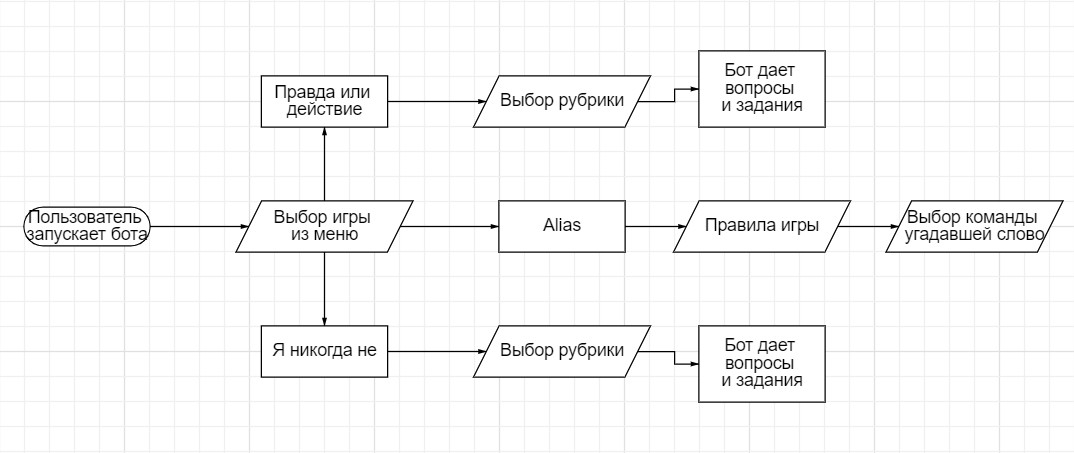 Правда или
действие
Выбор рубрики
Бот дает
вопросы
и задания
Пользователь
запускает бота
Выбор игры
из меню
Alias
Правила игры
Выбор команды
угадавшей слово
Я никогда не
Выбор рубрики
Бот дает
вопросы
и задания